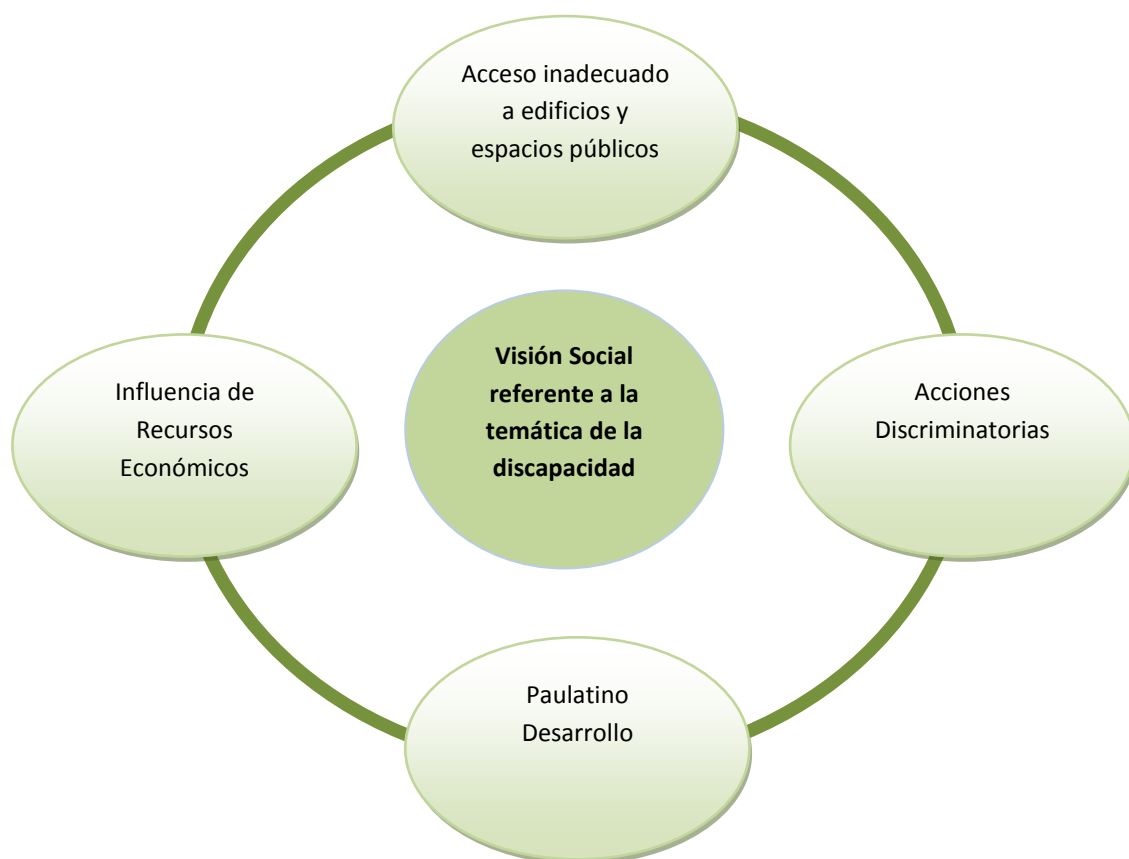 Acceso inadecuado
a edificios y
espacios públicos
Influencia de
Recursos
Económicos
Visión Social
referente a la
temática de la
discapacidad
Acciones
Discriminatorias
Paulatino
Desarrollo